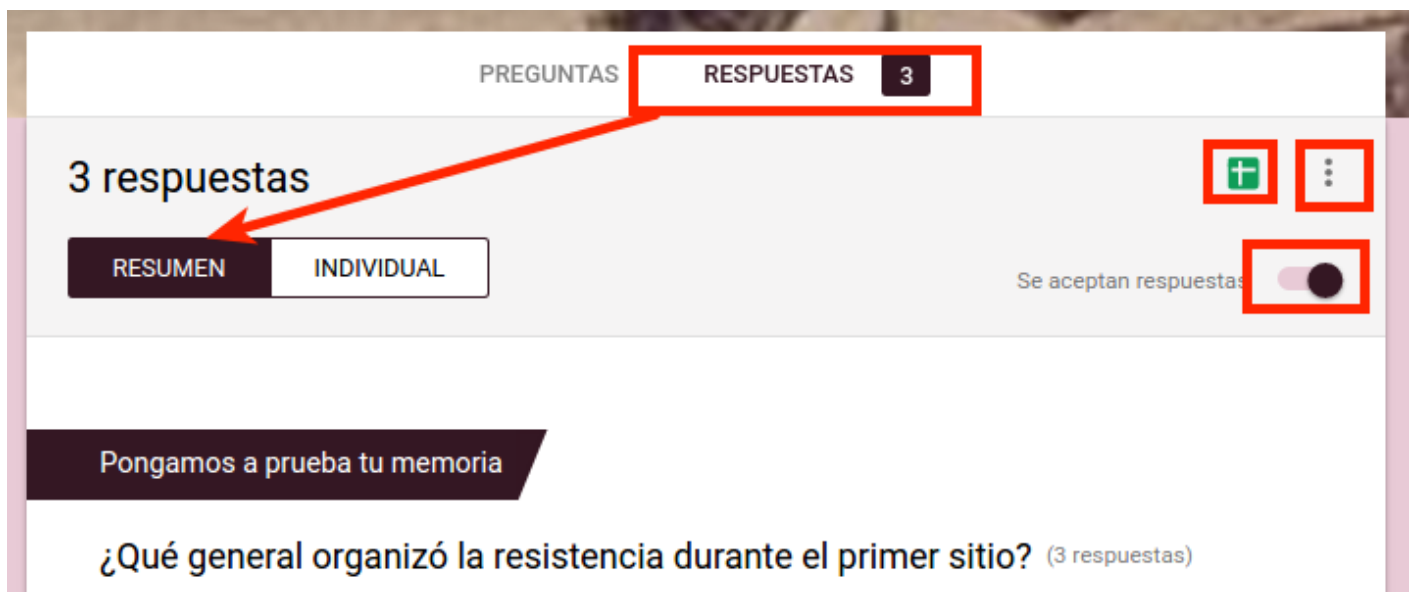 PREGUNTAS RESPUESTAS 3
3 respuestas
RESUMEN INDIVIDUAL
Se aceptan respuestas
Pongamos a prueba tu memoria
¿Qué general organizó la resistencia durante el primer sitio? (3 respuestas)